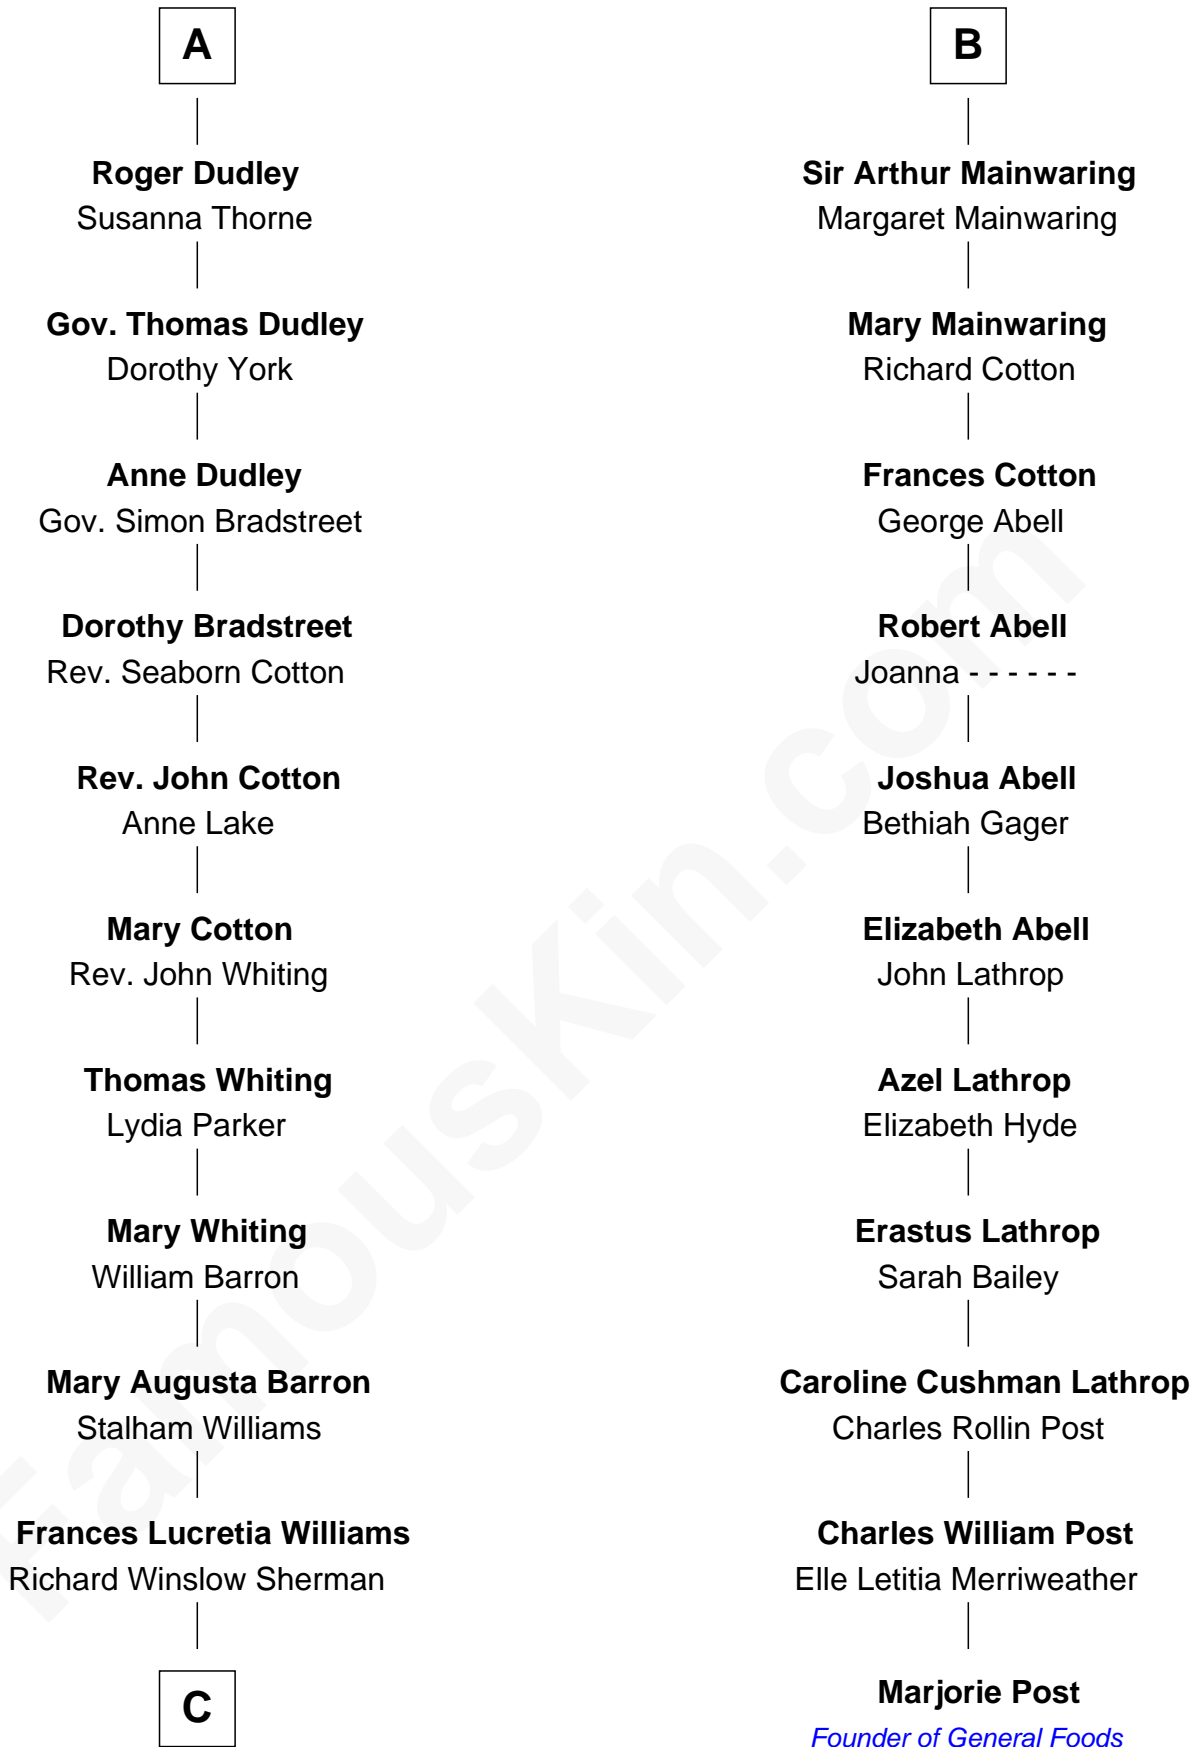 A
Roger Dudley
Susanna Thorne
Gov. Thomas Dudley
Dorothy York
Anne Dudley
Gov. Simon Bradstreet
Dorothy Bradstreet
Rev. Seaborn Cotton
Rev. John Cotton
Anne Lake
Mary Cotton
Rev. John Whiting
Thomas Whiting
Lydia Parker
Mary Whiting
William Barron
Mary Augusta Barron
Stalham Williams
Frances Lucretia Williams
Richard Winslow Sherman
C
B
Sir Arthur Mainwaring
Margaret Mainwaring
Mary Mainwaring
Richard Cotton
Frances Cotton
George Abell
Robert Abell
Joanna - - - - - -
Joshua Abell
Bethiah Gager
Elizabeth Abell
John Lathrop
Azel Lathrop
Elizabeth Hyde
Erastus Lathrop
Sarah Bailey
Caroline Cushman Lathrop
Charles Rollin Post
Charles William Post
Elle Letitia Merriweather
Marjorie Post
Founder of General Foods
FamousKin.com